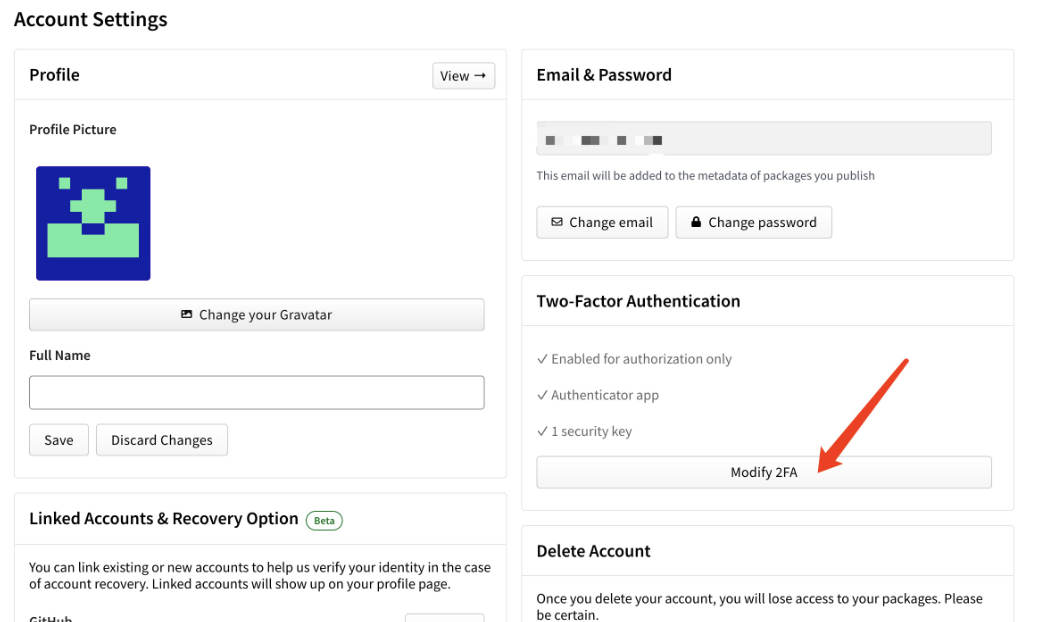 Account Settings
Profile
View →
Profile Picture
Change your Gravatar
Full Name
Save
Discard Changes
Linked Accounts & Recovery Option Beta
You can link existing or new accounts to help us verify your identity in the case
of account recovery. Linked accounts will show up on your profile page.
GitHub
Email & Password
This email will be added to the metadata of packages you publish
Change email
Change password
Two-Factor Authentication
✓ Enabled for authorization only
✓ Authenticator app
✓ 1 security key
Modify 2FA
Delete Account
Once you delete your account, you will lose access to your packages. Please
be certain.